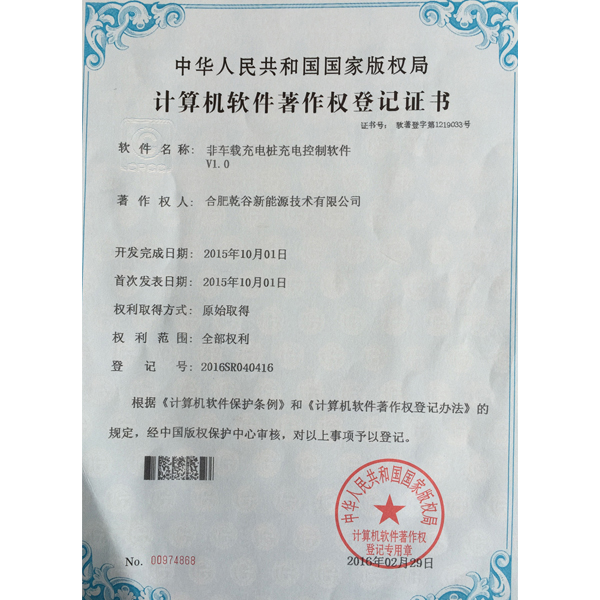 中华人民共和国国家版权局
计算机软件著作权登记证书
证书号： 软著登字第1219033号
软件名称： 非车载充电桩充电控制软件
V1.0
著作权人： 合肥乾谷新能源技术有限公司
开发完成日期： 2015年10月01日
首次发表日期： 2015年10月01日
权利取得方式： 原始取得
权利范围： 全部权利
登记号： 2016SR040416
根据《计算机软件保护条例》和《计算机软件著作权登记办法》的
规定，经中国版权保护中心审核，对以上事项予以登记。
中华人民共和国国家版权局
计算机软件著作权
登记专用章
No. 00974868
2016年02月29日